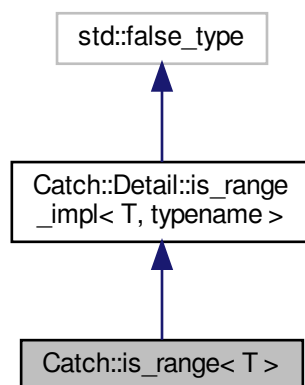 std::false_type
Catch::Detail::is_range
_impl< T, typename >
Catch::is_range< T >